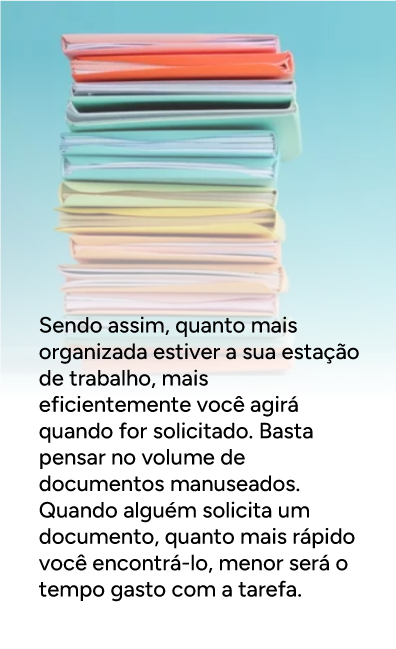 Sendo assim, quanto mais
organizada estiver a sua estação
de trabalho, mais
eficientemente você agirá
quando for solicitado. Basta
pensar no volume de
documentos manuseados.
Quando alguém solicita um
documento, quanto mais rápido
você encontrá-lo, menor será o
tempo gasto com a tarefa.